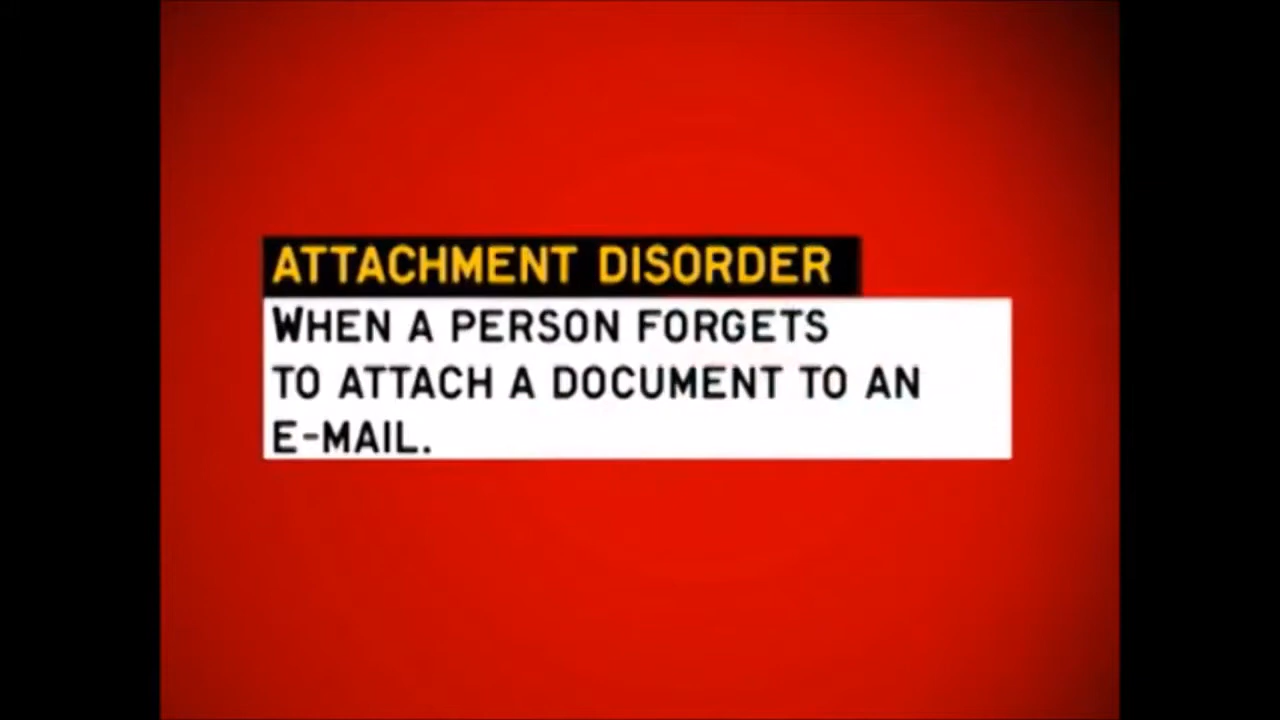 ATTACHMENT DISORDER
WHEN A PERSON FORGETS
TO ATTACH A DOCUMENT TO AN
E-MAIL.